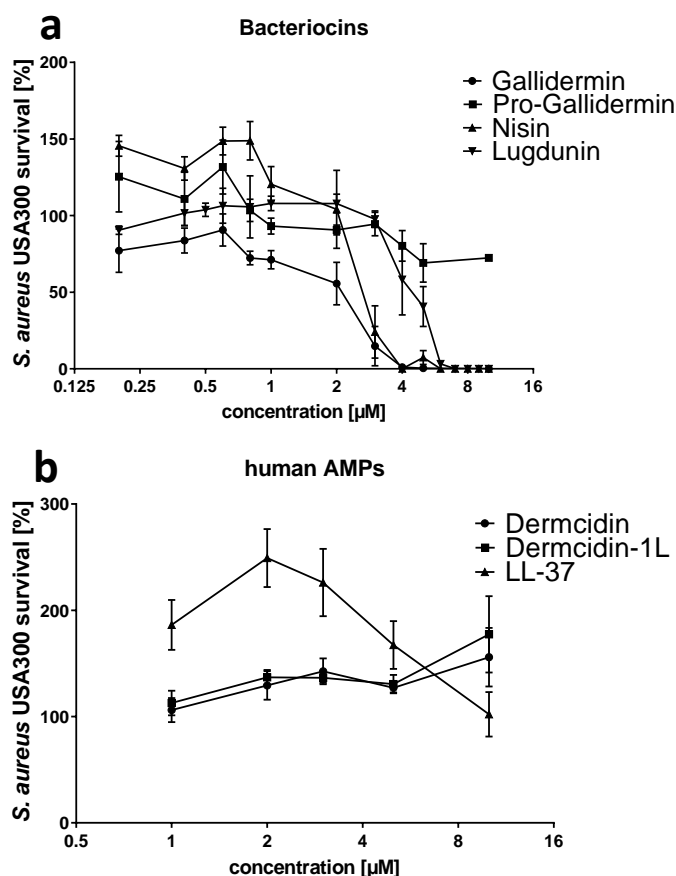 a
Bacteriocins
S. aureus USA300 survival [%]
200
150
100
50
0
0.125
0.25
0.5
1
2
4
8
16
concentration [µM]
Gallidermin
Pro-Gallidermin
Nisin
Lugdunin
b
human AMPs
S. aureus USA300 survival [%]
300
200
100
0
0.5
1
2
4
8
16
concentration [µM]
Dermcidin
Dermcidin-1L
LL-37